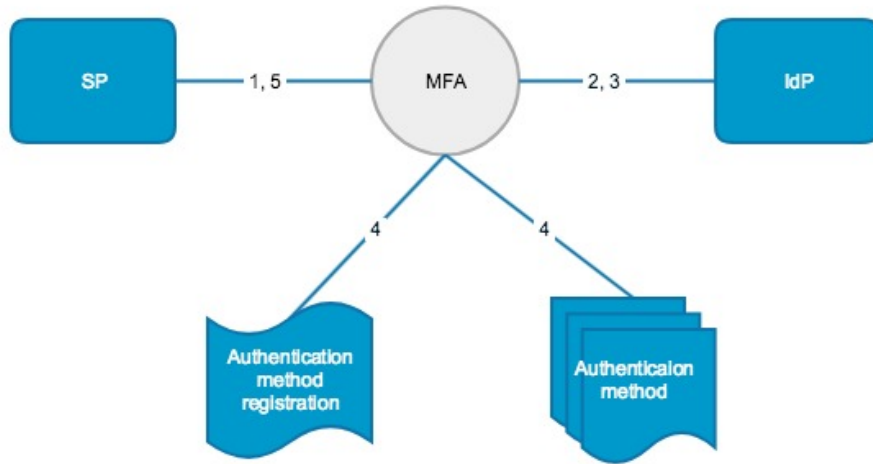 SP
1, 5
MFA
2, 3
IdP
4
4
Authentication
method
registration
Authenticaion
method